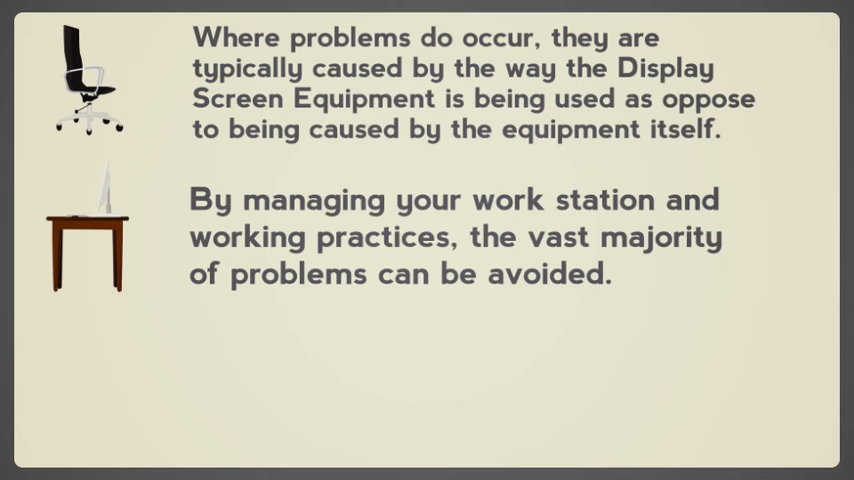 Where problems do occur, they are
typically caused by the way the Display
Screen Equipment is being used as oppose
to being caused by the equipment itself.
By managing your work station and
working practices, the vast majority
of problems can be avoided.